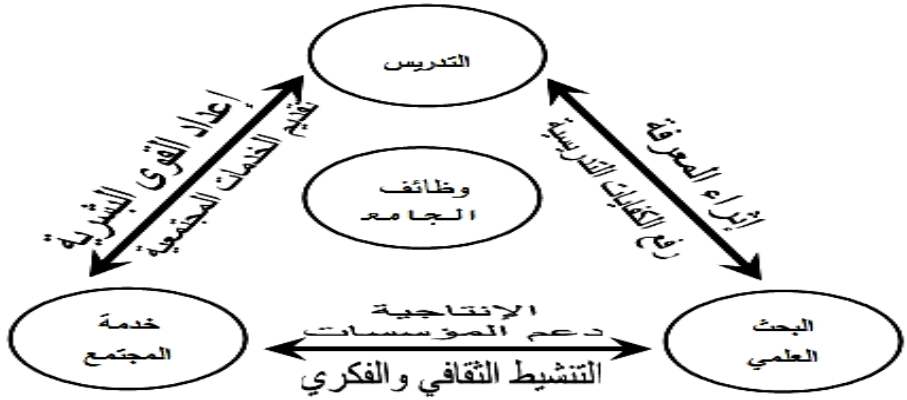 التدريس
إعداد القوى البشرية
تقديم الخدمات المجتمعية
إثراء المعرفة
رفع الكفايات التدريسية
وظائف
الجامع
خدمة
المجتمع
الإنتاجية
دعم المؤسسات
التنشيط الثقافي والفكري
البحث
العلمي